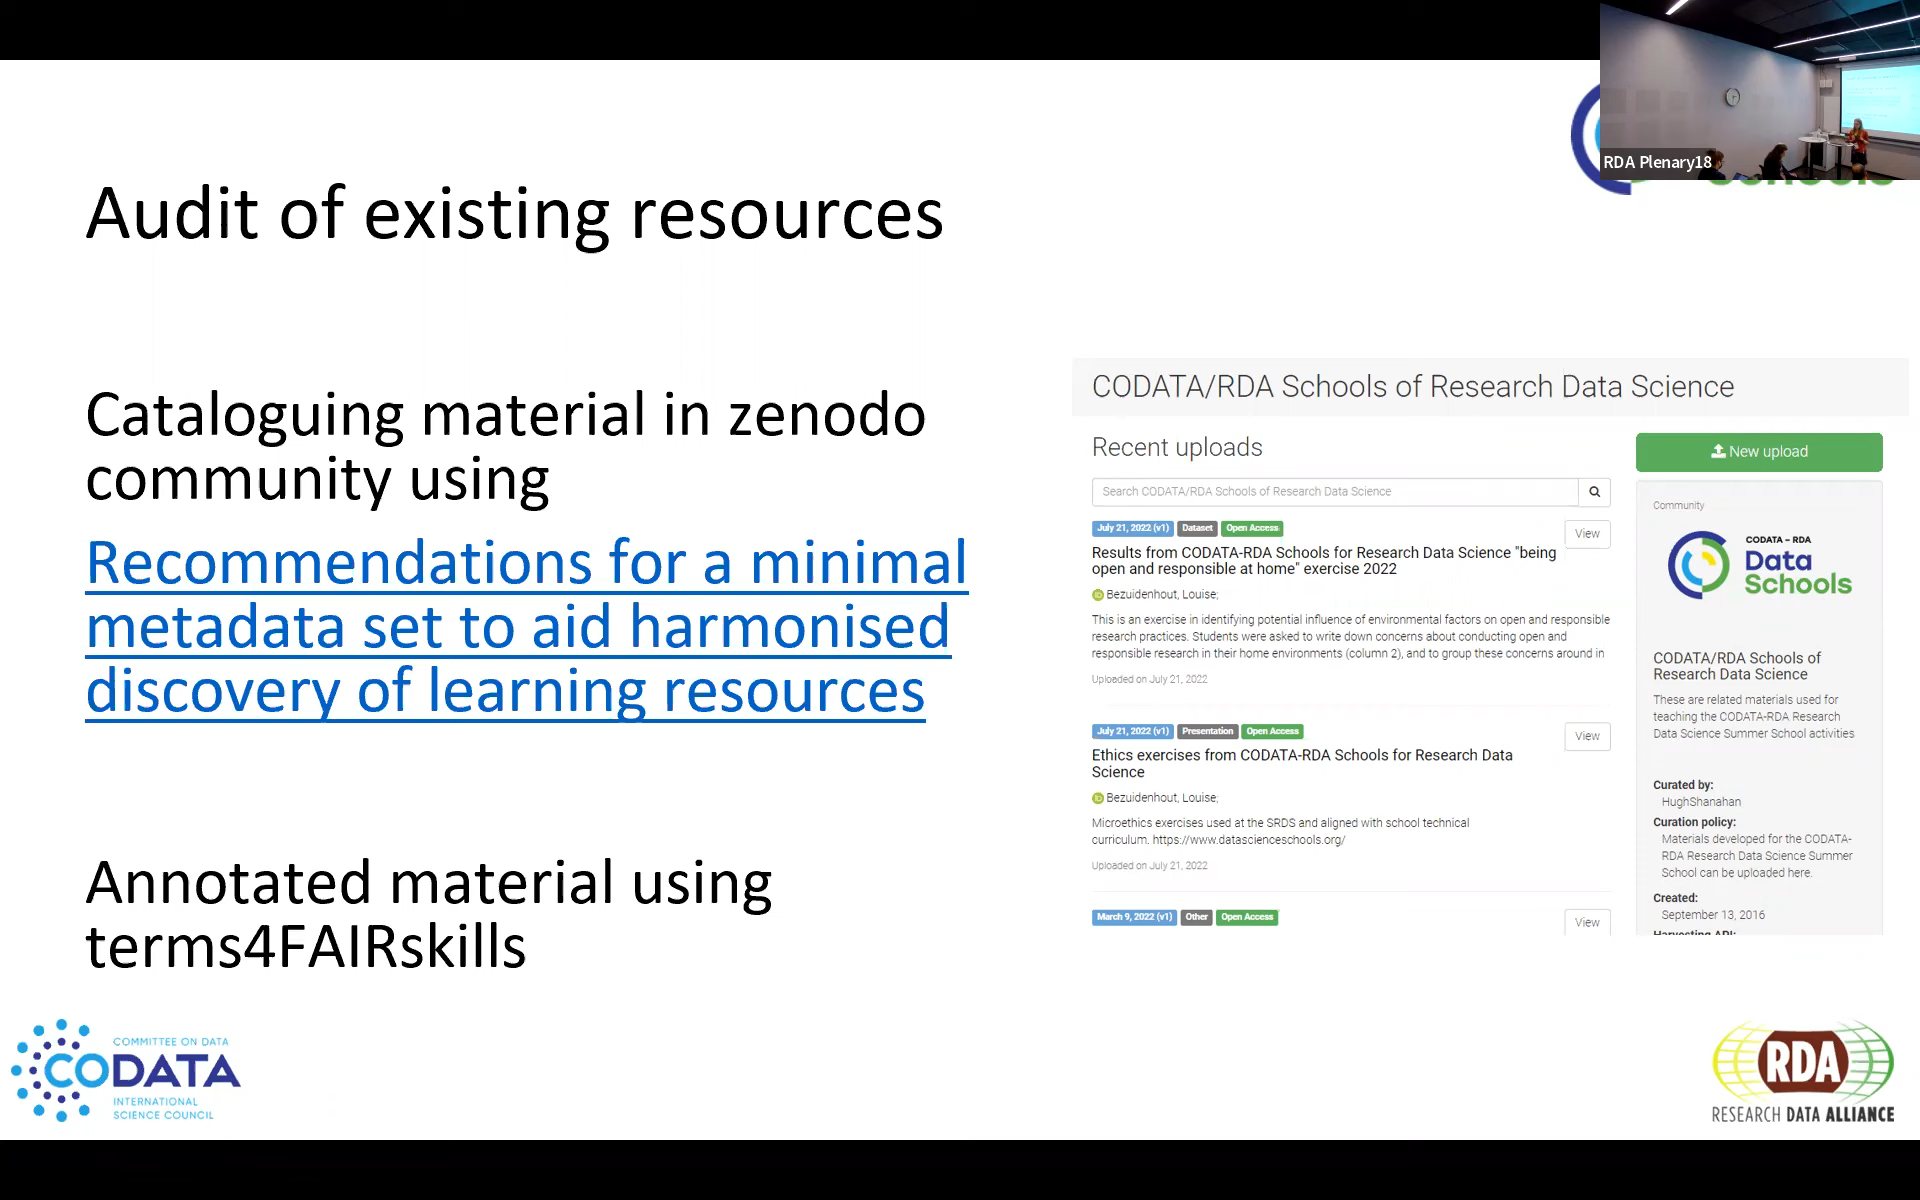 RDA Plenary18
Audit of existing resources
Cataloguing material in zenodo
community using
Recommendations for a minimal
metadata set to aid harmonised
discovery of learning resources
Annotated material using
terms4FAIRskills
CODATA/RDA Schools of Research Data Science
Recent uploads
Search CODATA/RDA Schools of Research Data Science
July 21, 2022 (v1) Dataset Open Access
View
Results from CODATA-RDA Schools for Research Data Science "being
open and responsible at home" exercise 2022
Bezuidenhout, Louise;
This is an exercise in identifying potential influence of environmental factors on open and responsible
research practices. Students were asked to write down concerns about conducting open and
responsible research in their home environments (column 2), and to group these concerns around in
Uploaded on July 21, 2022
July 21, 2022 (v1) Presentation Open Access
View
Ethics exercises from CODATA-RDA Schools for Research Data
Science
Bezuidenhout, Louise;
Microethics exercises used at the SRDS and aligned with school technical
curriculum. https://www.datascienceschools.org/
Uploaded on July 21, 2022
March 9, 2022 (v1) Other Open Access
View
New upload
Community
CODATA – RDA
Data
Schools
CODATA/RDA Schools of
Research Data Science
These are related materials used for
teaching the CODATA-RDA Research
Data Science Summer School activities
Curated by:
HughShanahan
Curation policy:
Materials developed for the CODATA-
RDA Research Data Science Summer
School can be uploaded here.
Created:
September 13, 2016
Harvesting API:
COMMITTEE ON DATA
CODATA
INTERNATIONAL
SCIENCE COUNCIL
RDA
RESEARCH DATA ALLIANCE